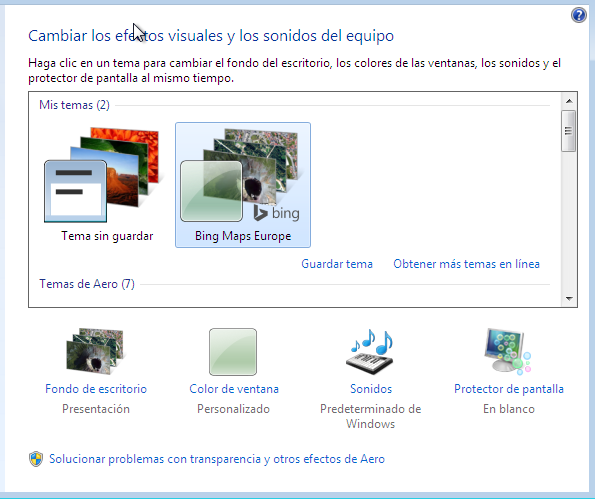 Cambiar los efectos visuales y los sonidos del equipo
Haga clic en un tema para cambiar el fondo del escritorio, los colores de las ventanas, los sonidos y el
protector de pantalla al mismo tiempo.
Mis temas (2)
bing
Tema sin guardar
Bing Maps Europe
Guardar tema
Obtener más temas en línea
Temas de Aero (7)
Fondo de escritorio
Presentación
Color de ventana
Personalizado
Sonidos
Predeterminado de
Windows
Protector de pantalla
En blanco
Solucionar problemas con transparencia y otros efectos de Aero